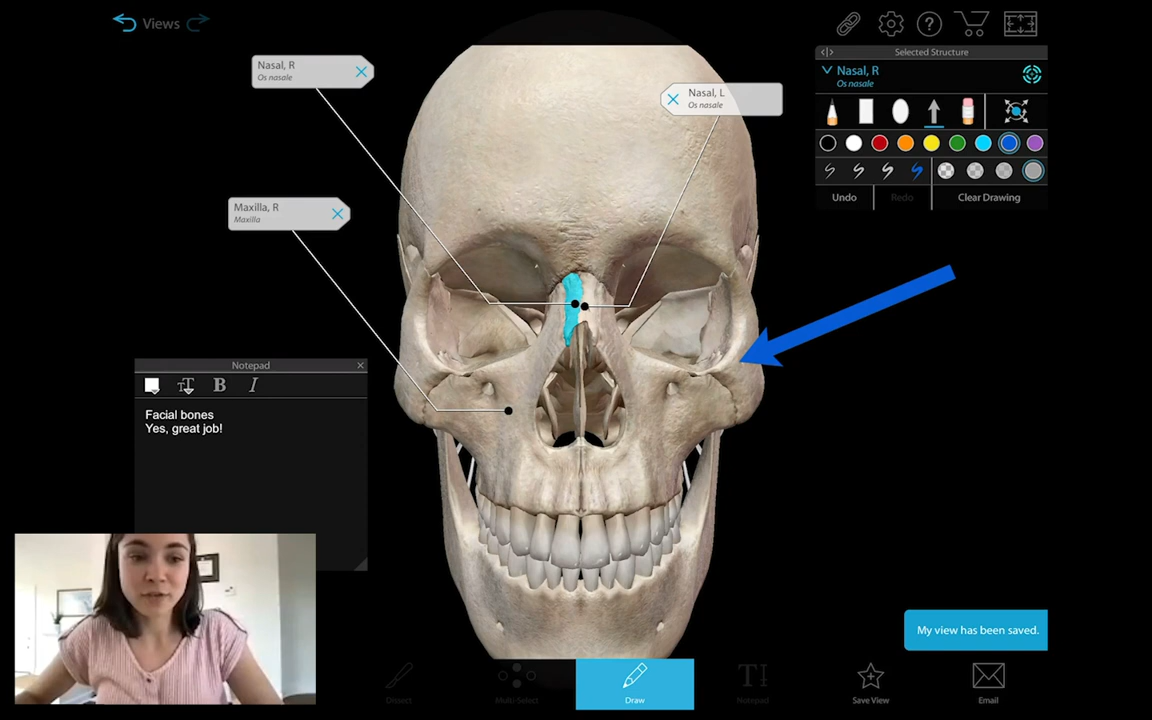 Views
?
Nasal, R
Os nasale
Nasal, L
Os nasale
Maxilla, R
Maxilla
Selected Structure
Nasal, R
Os nasale
Undo
Redo
Clear Drawing
Notepad
B I
Facial bones
Yes, great job!
My view has been saved.
Dissect
Multi-Select
Draw
Notepad
Save View
Email